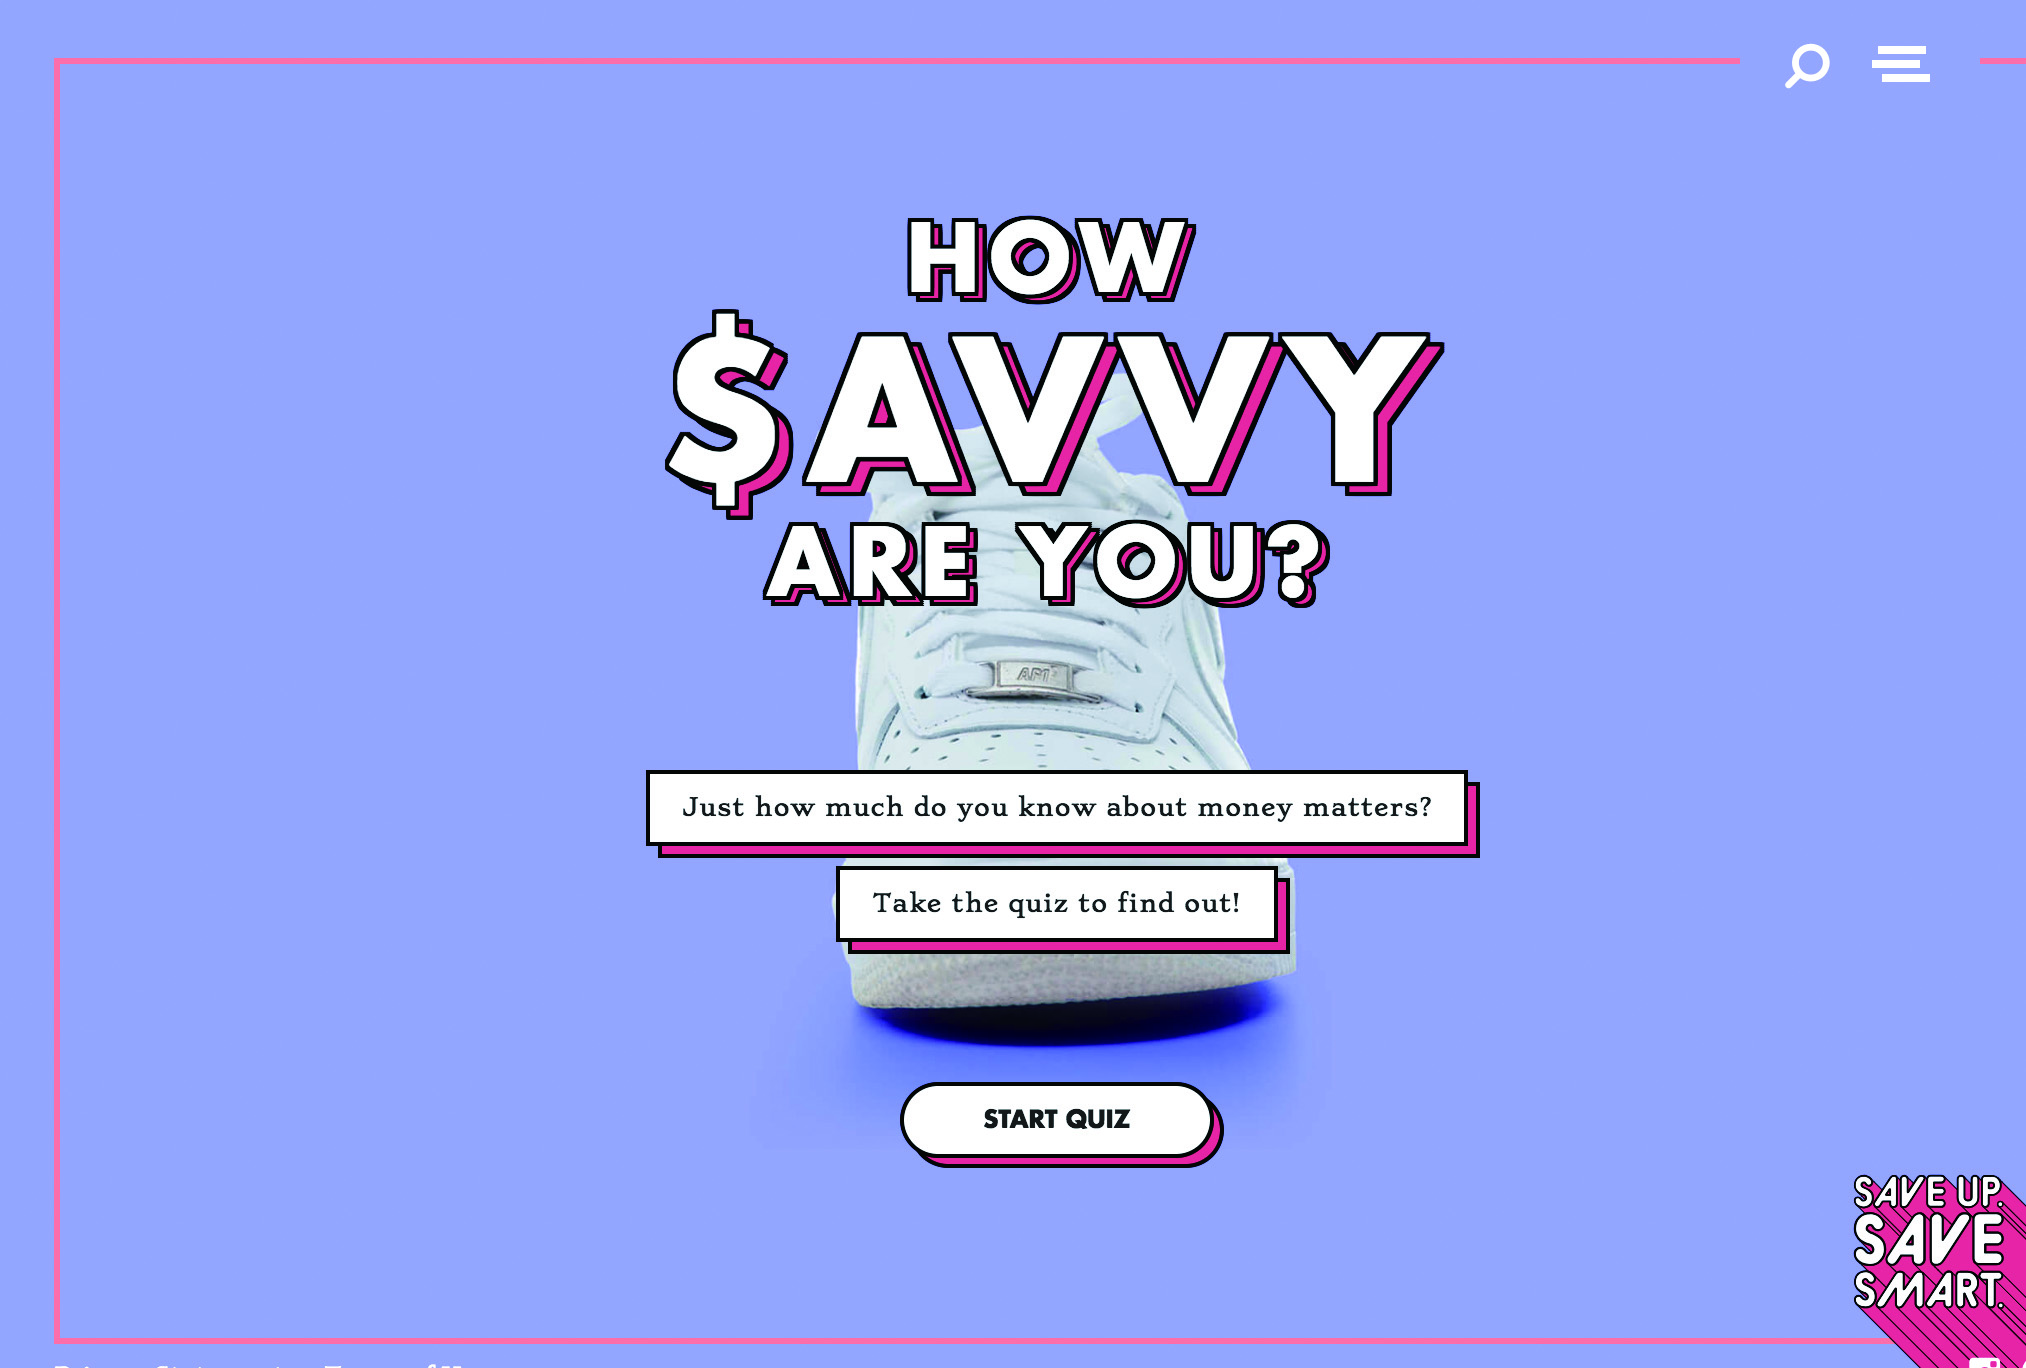 HOW
$AVVY
ARE YOU?
AF1
Just how much do you know about money matters?
Take the quiz to find out!
START QUIZ
SAVE UP.
SAVE
SMART.